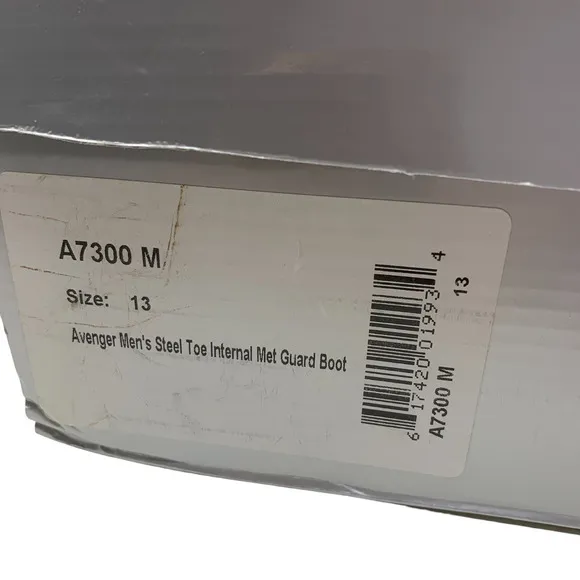 A7300 M
Size: 13
Avenger Men's Steel Toe Internal Met Guard Boot
6 17420 01993 4
A7300 M 13